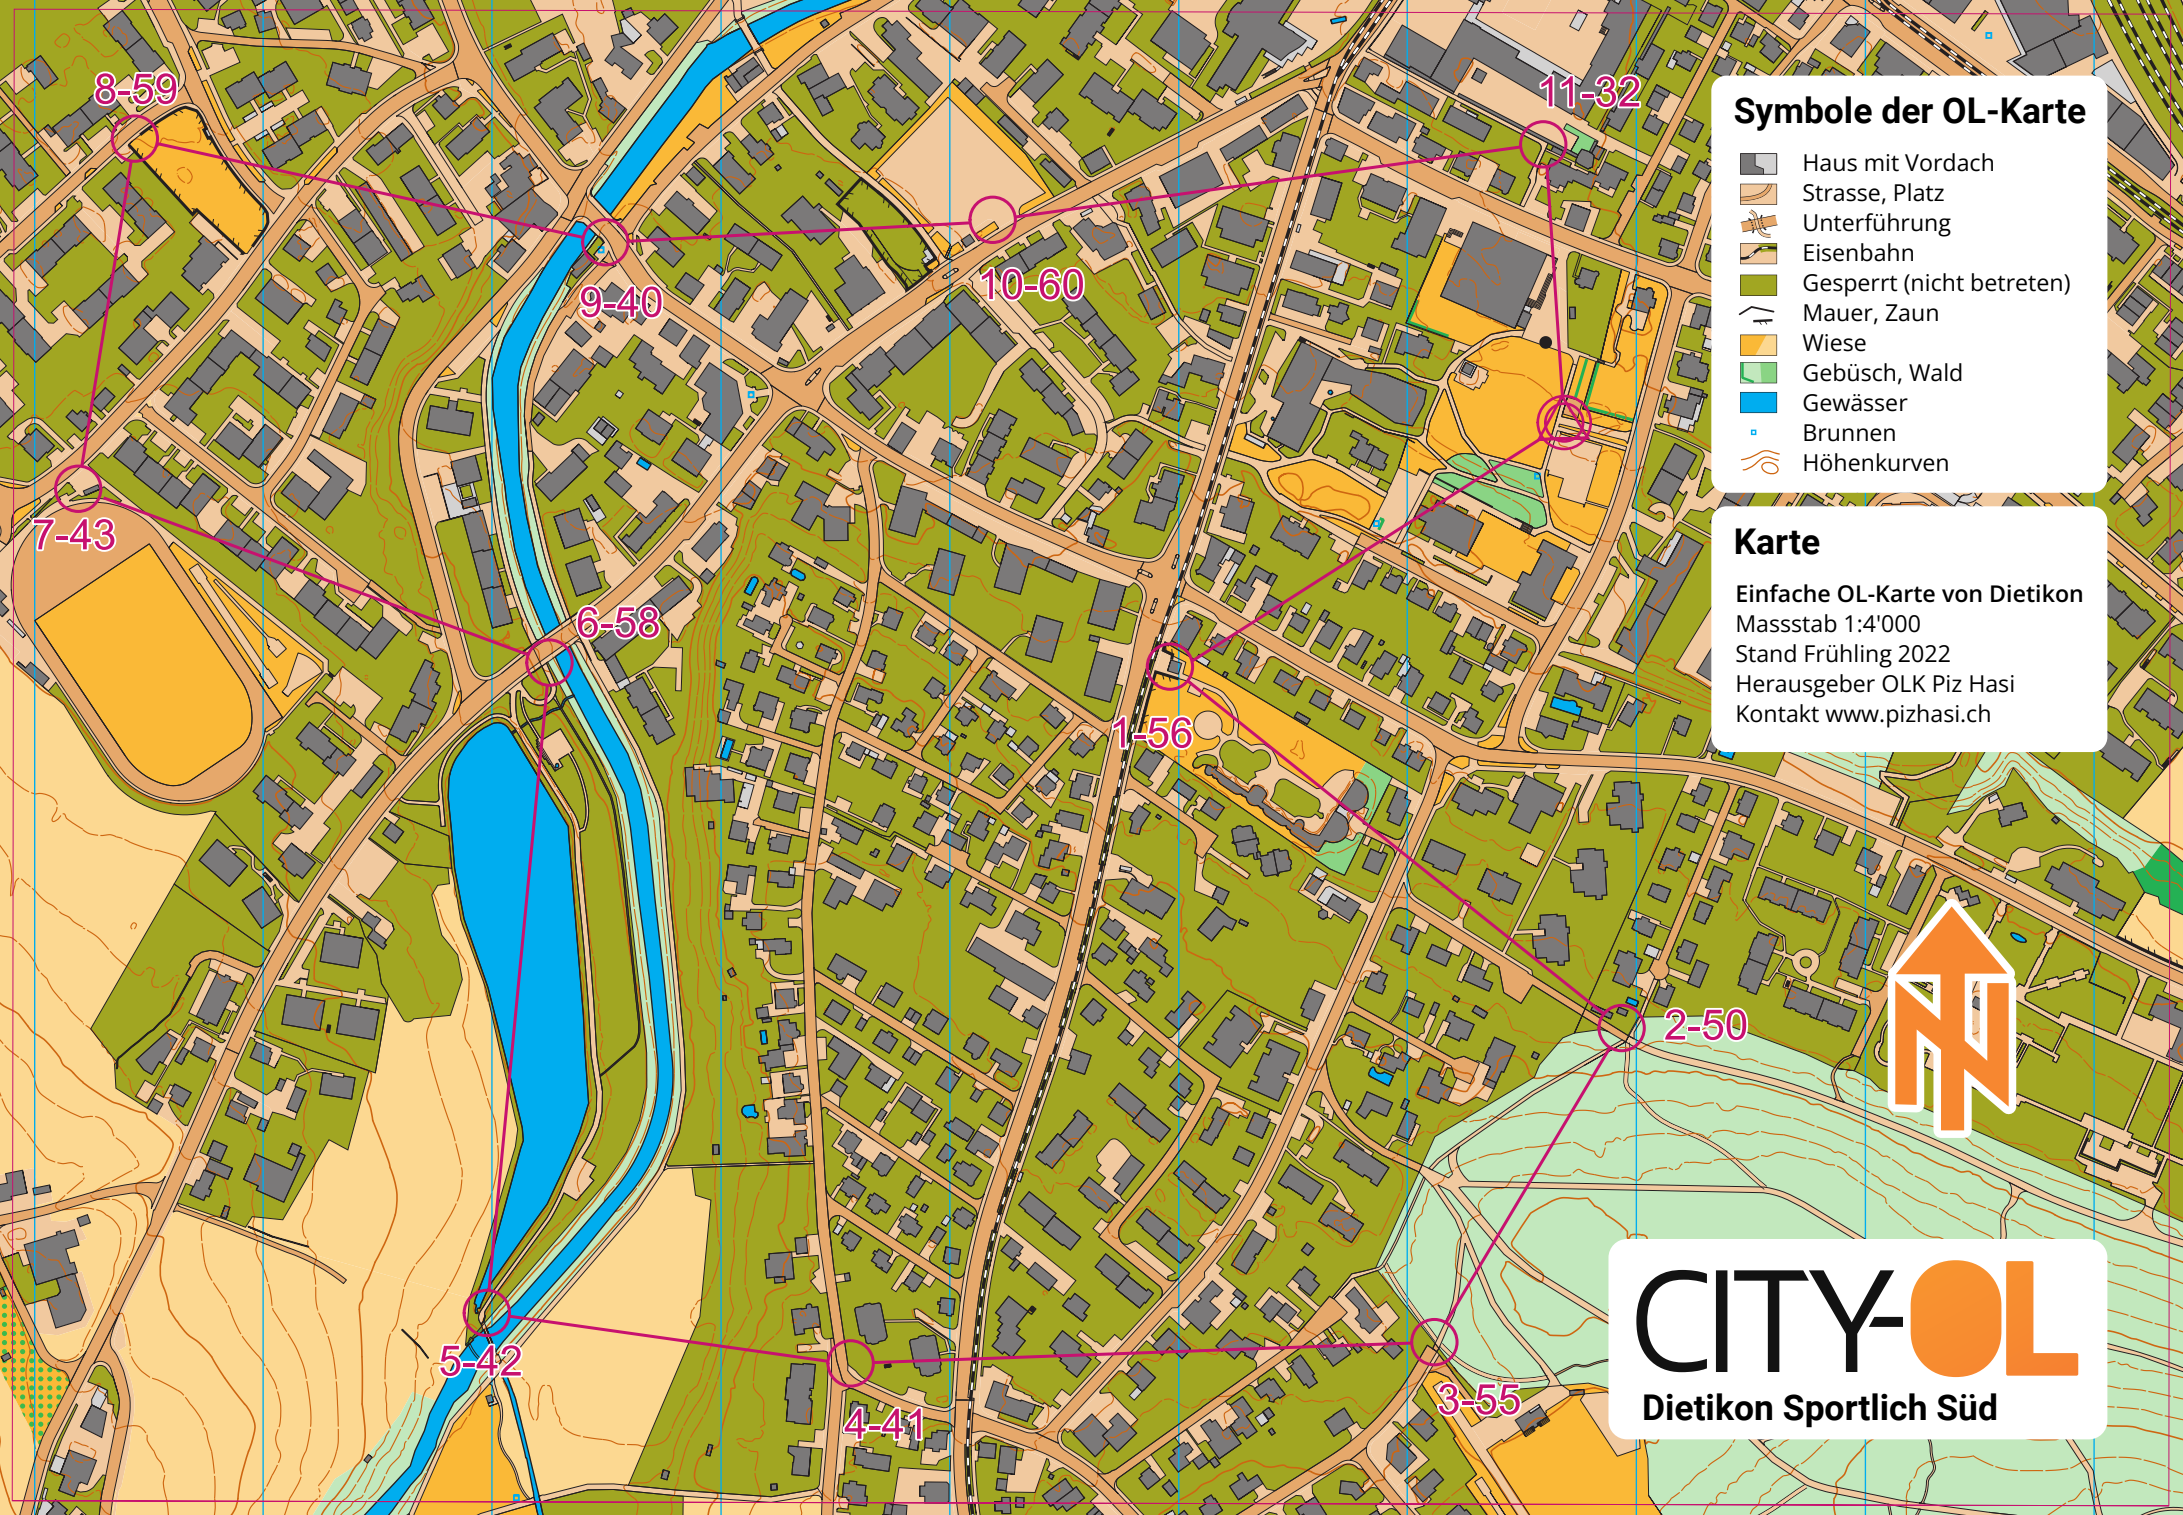 8-59
11-32
10-60
9-40
7-43
6-58
1-56
2-50
5-42
4-41
3-55
Symbole der OL-Karte
Haus mit Vordach
Strasse, Platz
Unterführung
Eisenbahn
Gesperrt (nicht betreten)
Mauer, Zaun
Wiese
Gebüsch, Wald
Gewässer
Brunnen
Höhenkurven
Karte
Einfache OL-Karte von Dietikon
Massstab 1:4'000
Stand Frühling 2022
Herausgeber OLK Piz Hasi
Kontakt www.pizhasi.ch
N
CITY-OL
Dietikon Sportlich Süd